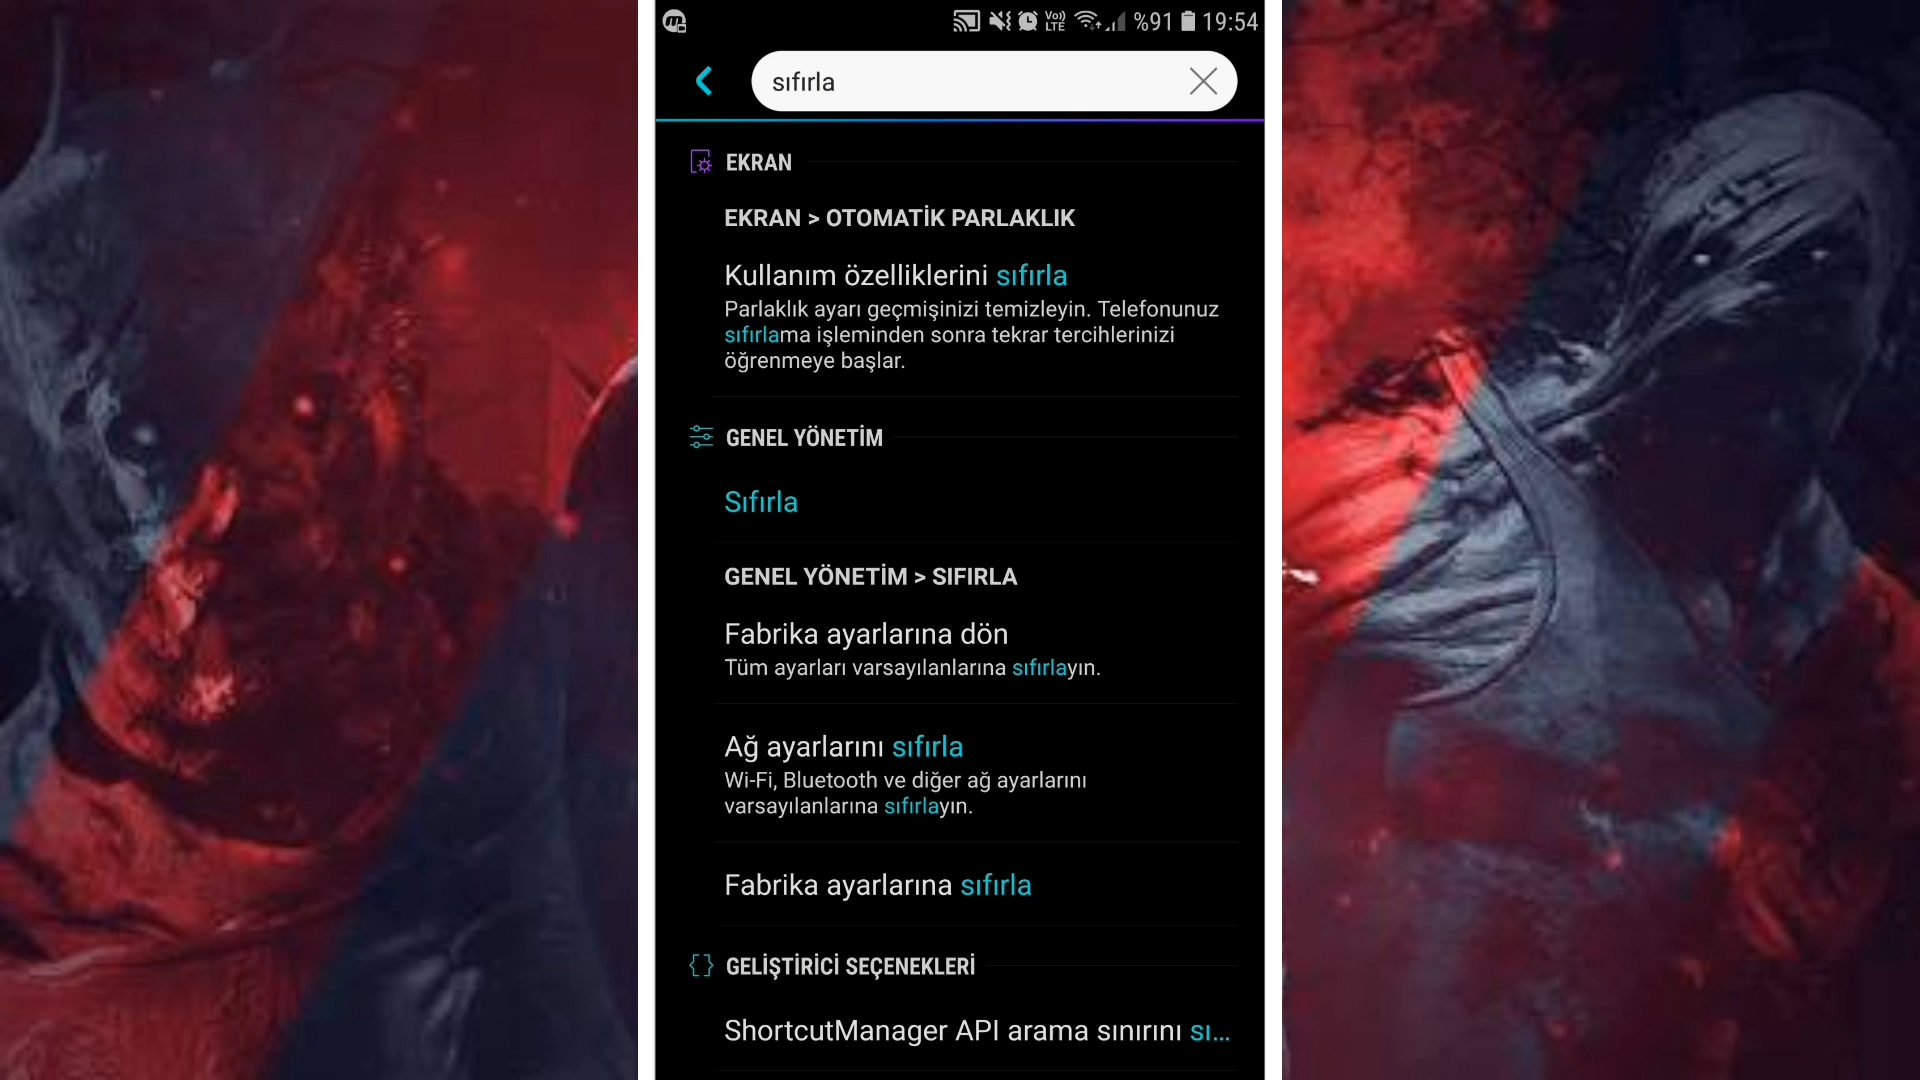 %91 19:54
sıfırla
EKRAN
EKRAN > OTOMATİK PARLAKLIK
Kullanım özelliklerini sıfırla
Parlaklık ayarı geçmişinizi temizleyin. Telefonunuz
sıfırlama işleminden sonra tekrar tercihlerinizi
öğrenmeye başlar.
GENEL YÖNETİM
Sıfırla
GENEL YÖNETİM > SIFIRLA
Fabrika ayarlarına dön
Tüm ayarları varsayılanlarına sıfırlayın.
Ağ ayarlarını sıfırla
Wi-Fi, Bluetooth ve diğer ağ ayarlarını
varsayılanlarına sıfırlayın.
Fabrika ayarlarına sıfırla
GELİŞTİRİCİ SEÇENEKLERİ
ShortcutManager API arama sınırını sı...